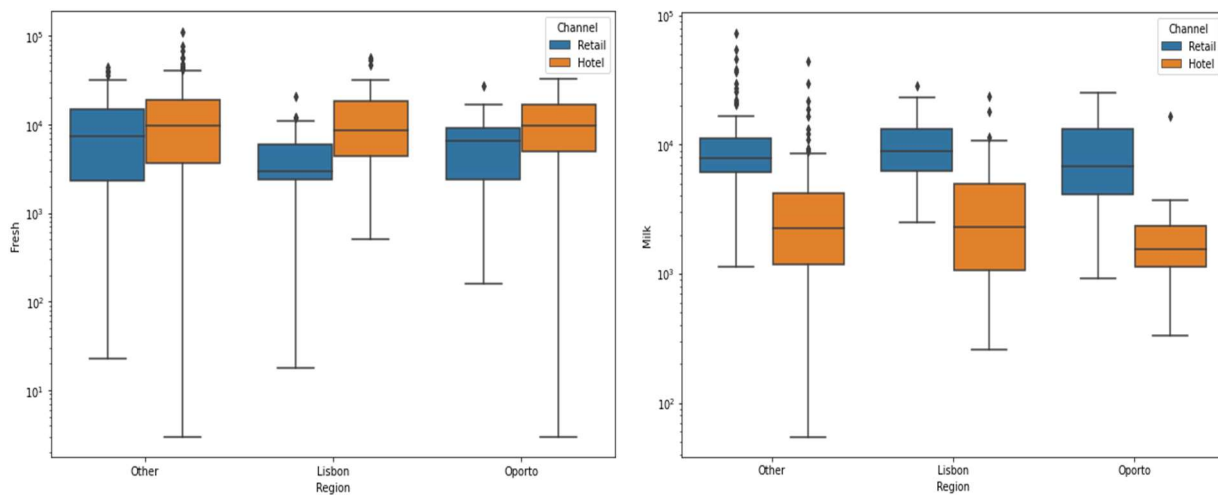 Channel
Retail
Hotel
10⁵
10⁴
10³
10²
10¹
Fresh
Other
Lisbon
Oporto
Region
Channel
Retail
Hotel
10⁵
10⁴
10³
10²
Milk
Other
Lisbon
Oporto
Region